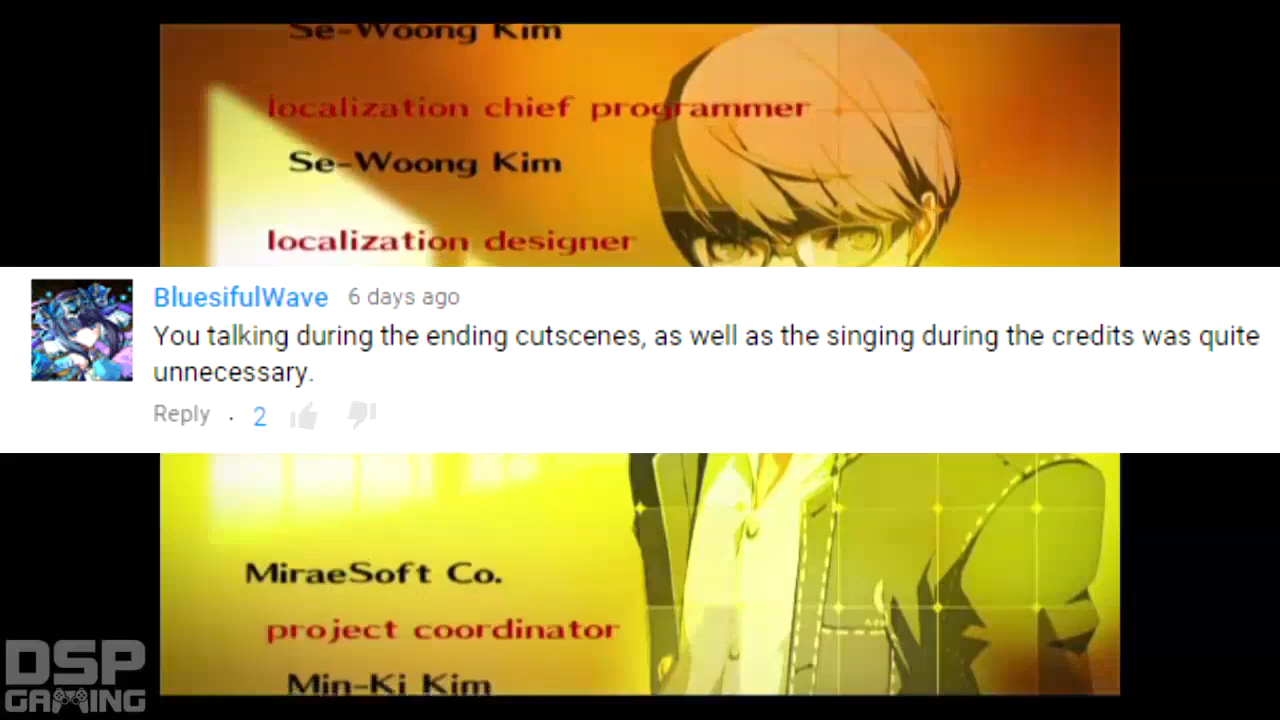 Se-Woong Kim
localization chief programmer
Se-Woong Kim
localization designer
BluesifulWave 6 days ago
You talking during the ending cutscenes, as well as the singing during the credits was quite
unnecessary.
Reply . 2
MiraeSoft Co.
project coordinator
Min-Ki Kim
DSP
GAMING